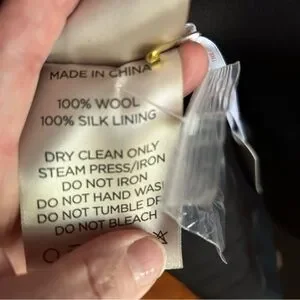 MADE IN CHINA
100% WOOL
100% SILK LINING
DRY CLEAN ONLY
STEAM PRESS/IRON
DO NOT IRON
DO NOT HAND WASH
DO NOT TUMBLE DR
DO NOT BLEACH